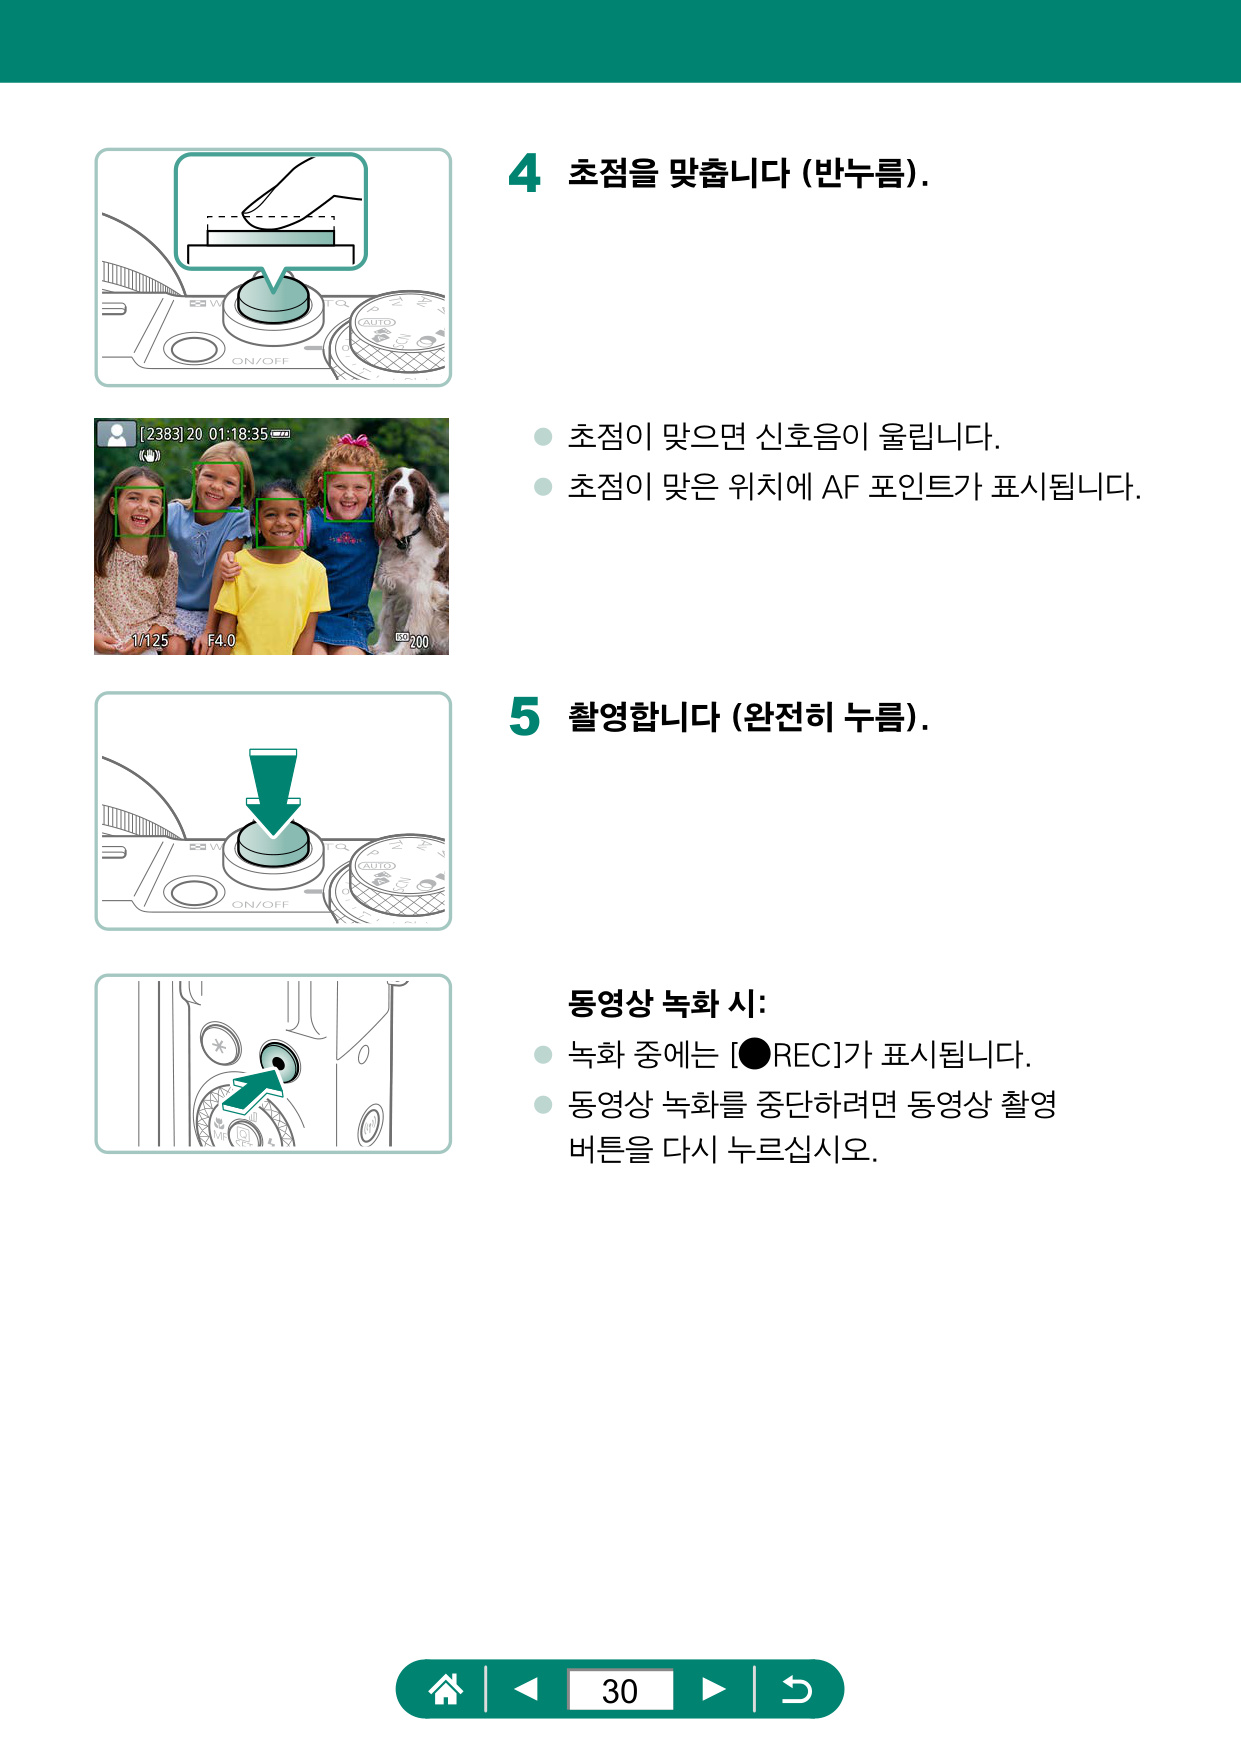 4 초점을 맞춥니다 (반누름).
ON/OFF
AUTO
[2383] 20 01:18:35
1/125 F4.0 ISO 200
● 초점이 맞으면 신호음이 울립니다.
● 초점이 맞은 위치에 AF 포인트가 표시됩니다.
5 촬영합니다 (완전히 누름).
ON/OFF
AUTO
동영상 녹화 시:
● 녹화 중에는 [●REC]가 표시됩니다.
● 동영상 녹화를 중단하려면 동영상 촬영
버튼을 다시 누르십시오.
30